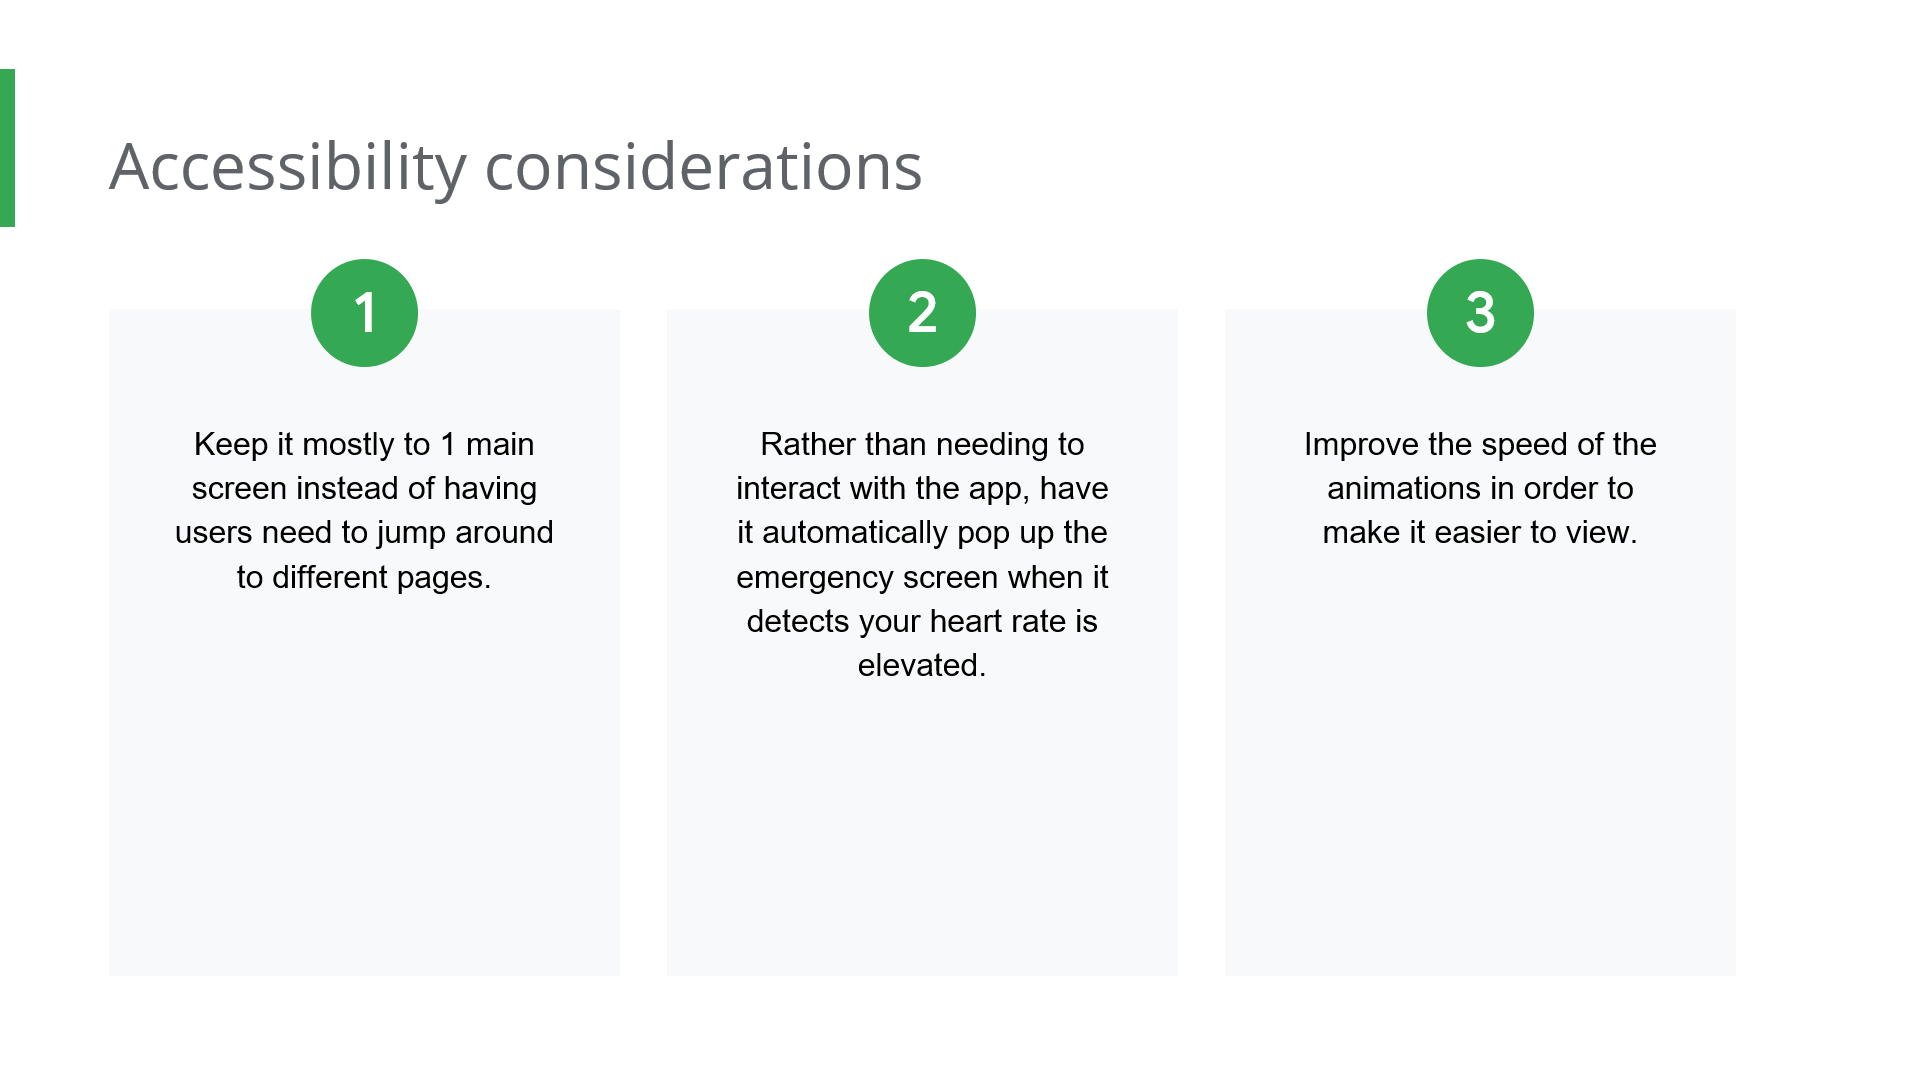 Accessibility considerations
1
Keep it mostly to 1 main
screen instead of having
users need to jump around
to different pages.
2
Rather than needing to
interact with the app, have
it automatically pop up the
emergency screen when it
detects your heart rate is
elevated.
3
Improve the speed of the
animations in order to
make it easier to view.